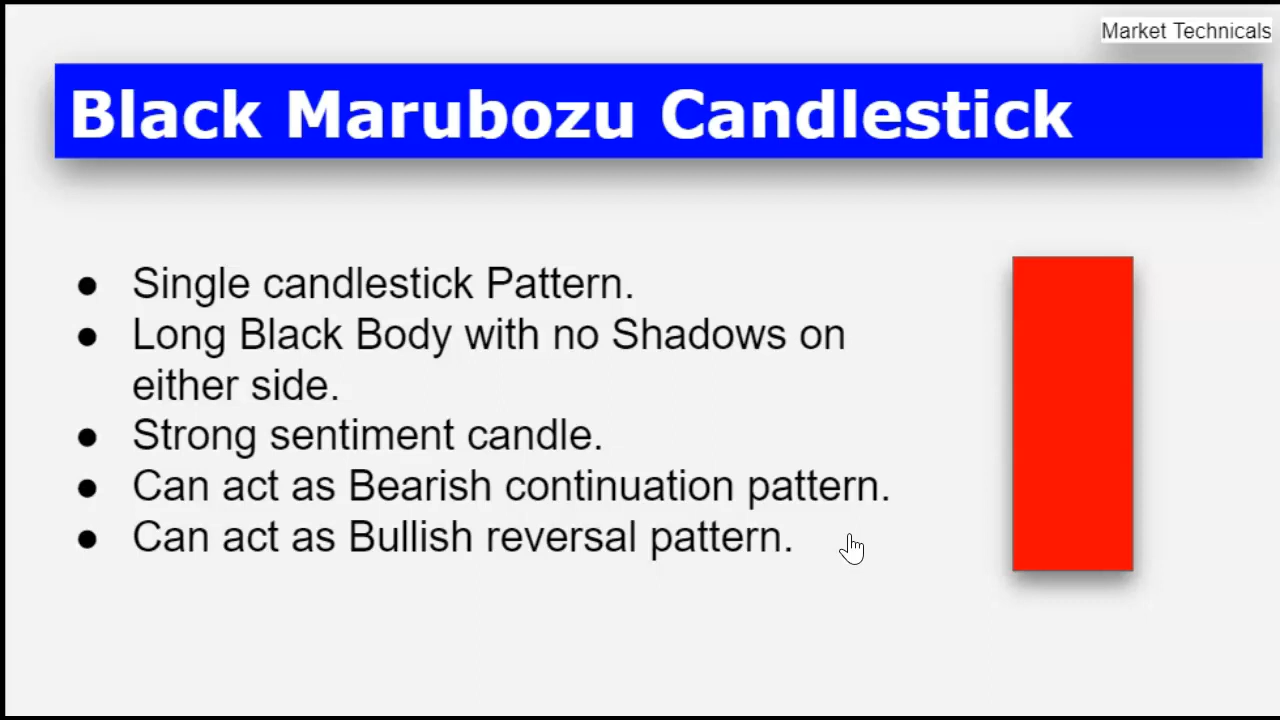 Market Technicals
Black Marubozu Candlestick
● Single candlestick Pattern.
● Long Black Body with no Shadows on
either side.
● Strong sentiment candle.
● Can act as Bearish continuation pattern.
● Can act as Bullish reversal pattern.